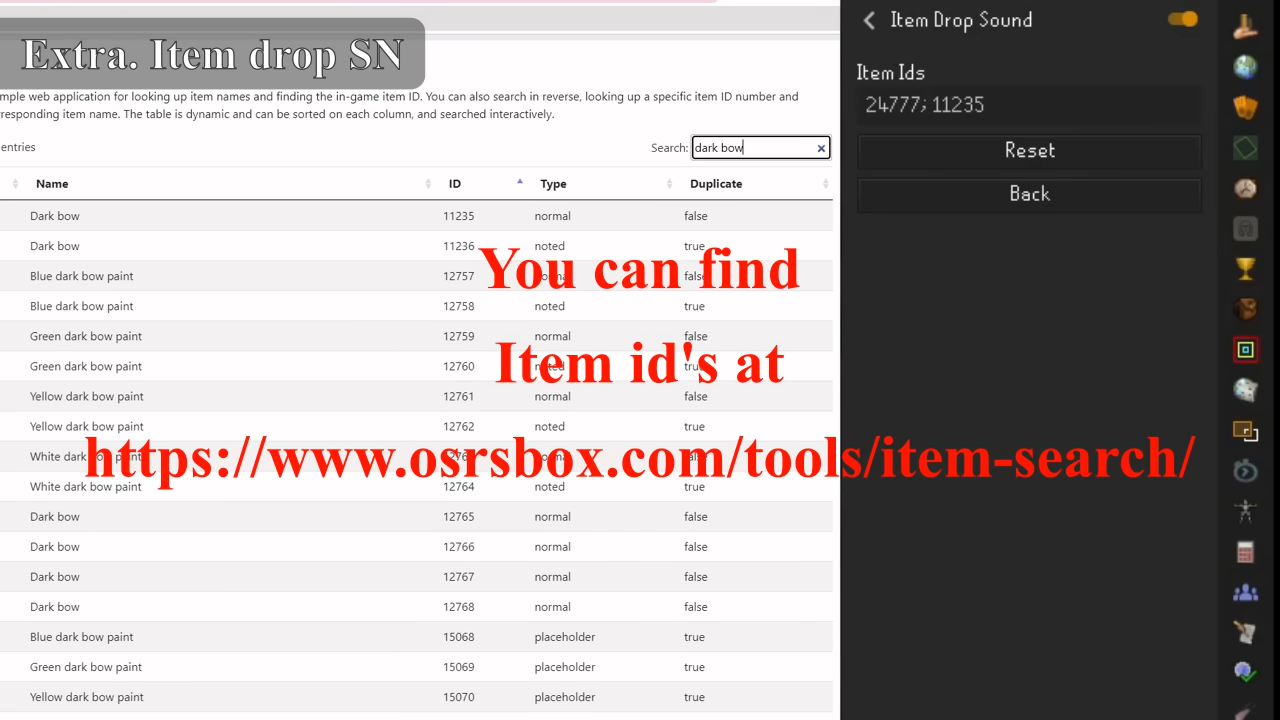 Extra. Item drop SN
mple web application for looking up item names and finding the in-game item ID. You can also search in reverse, looking up a specific item ID number and
responding item name. The table is dynamic and can be sorted on each column, and searched interactively.
entries
Search: dark bow
Name ID Type Duplicate
Dark bow 11235 normal false
Dark bow 11236 noted true
Blue dark bow paint 12757 normal false
Blue dark bow paint 12758 noted true
Green dark bow paint 12759 normal false
Green dark bow paint 12760 noted true
Yellow dark bow paint 12761 normal false
Yellow dark bow paint 12762 noted true
White dark bow paint
White dark bow paint 12764 noted true
Dark bow 12765 normal false
Dark bow 12766 normal false
Dark bow 12767 normal false
Dark bow 12768 normal false
Blue dark bow paint 15068 placeholder true
Green dark bow paint 15069 placeholder true
Yellow dark bow paint 15070 placeholder true
You can find
Item id's at
https://www.osrsbox.com/tools/item-search/
Item Drop Sound
Item Ids
24777; 11235
Reset
Back